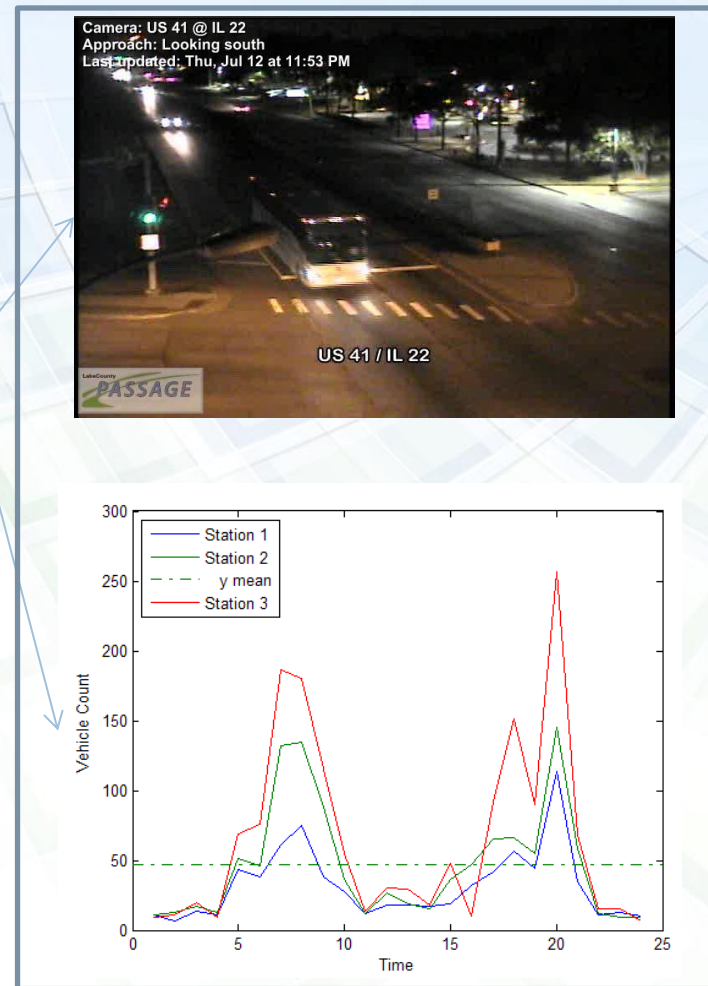 Camera: US 41 @ IL 22
Approach: Looking south
Last updated: Thu, Jul 12 at 11:53 PM
US 41 / IL 22
LakeCounty
PASSAGE
300
250
200
150
100
50
0
Vehicle Count
Station 1
Station 2
y mean
Station 3
0 5 10 15 20 25
Time